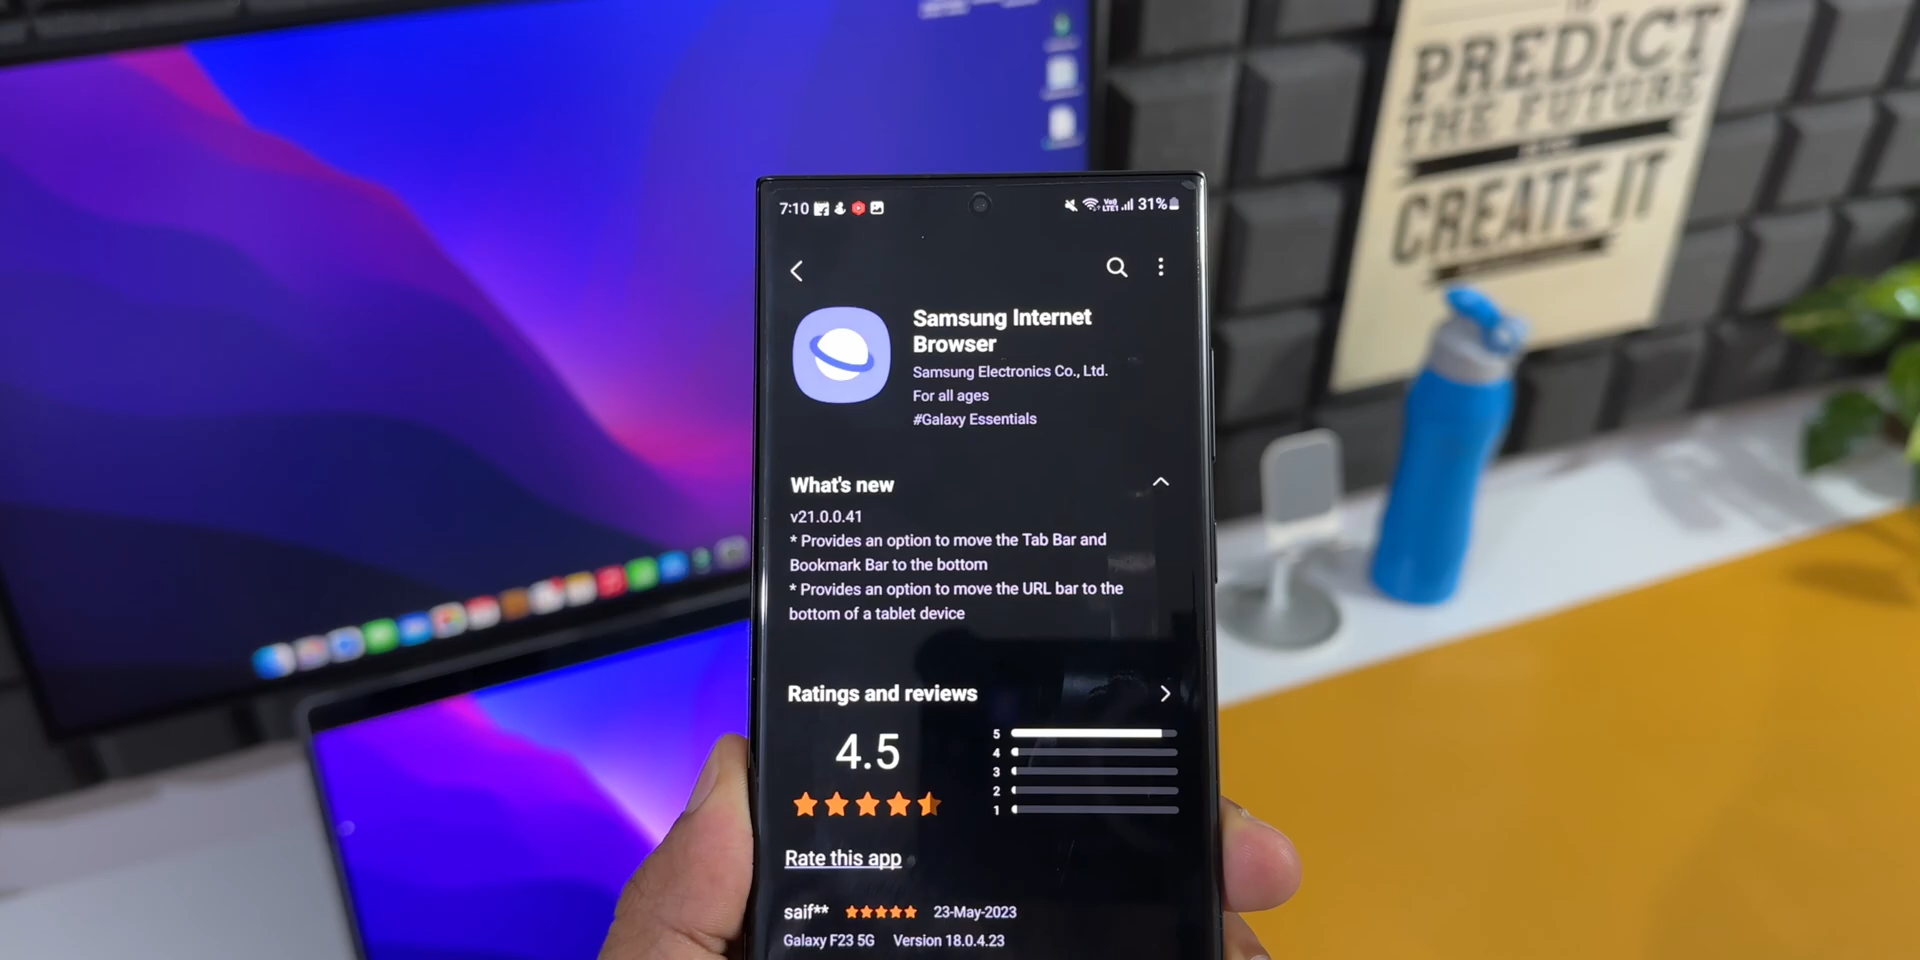 PREDICT
THE FUTURE
CREATE IT
7:10
Vo))
LTE1
31%
Samsung Internet
Browser
Samsung Electronics Co., Ltd.
For all ages
#Galaxy Essentials
What's new
v21.0.0.41
* Provides an option to move the Tab Bar and
Bookmark Bar to the bottom
* Provides an option to move the URL bar to the
bottom of a tablet device
Ratings and reviews
4.5
5
4
3
2
1
Rate this app
saif** 23-May-2023
Galaxy F23 5G Version 18.0.4.23